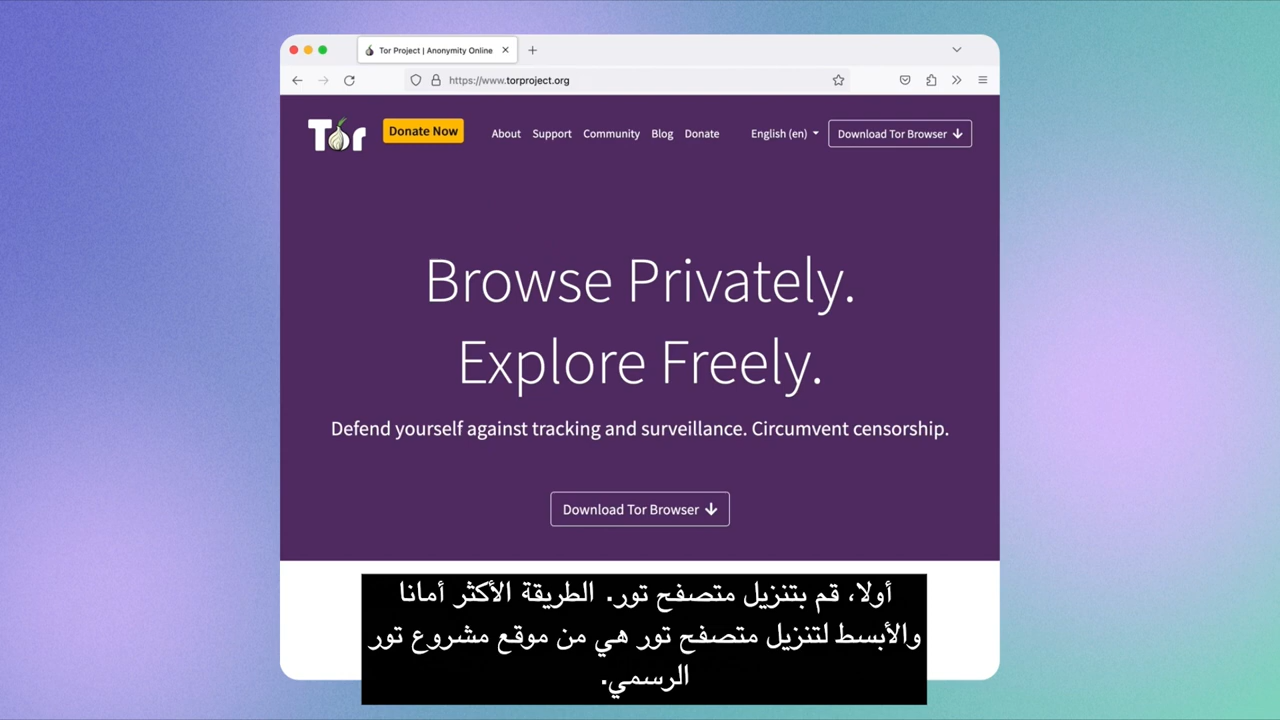 Tor Project | Anonymity Online
https://www.torproject.org
Tor
Donate Now
About Support Community Blog Donate
English (en)
Download Tor Browser
Browse Privately.
Explore Freely.
Defend yourself against tracking and surveillance. Circumvent censorship.
Download Tor Browser
أولا، قم بتنزيل متصفح تور. الطريقة الأكثر أمانا
والأبسط لتنزيل متصفح تور هي من موقع مشروع تور
الرسمي.